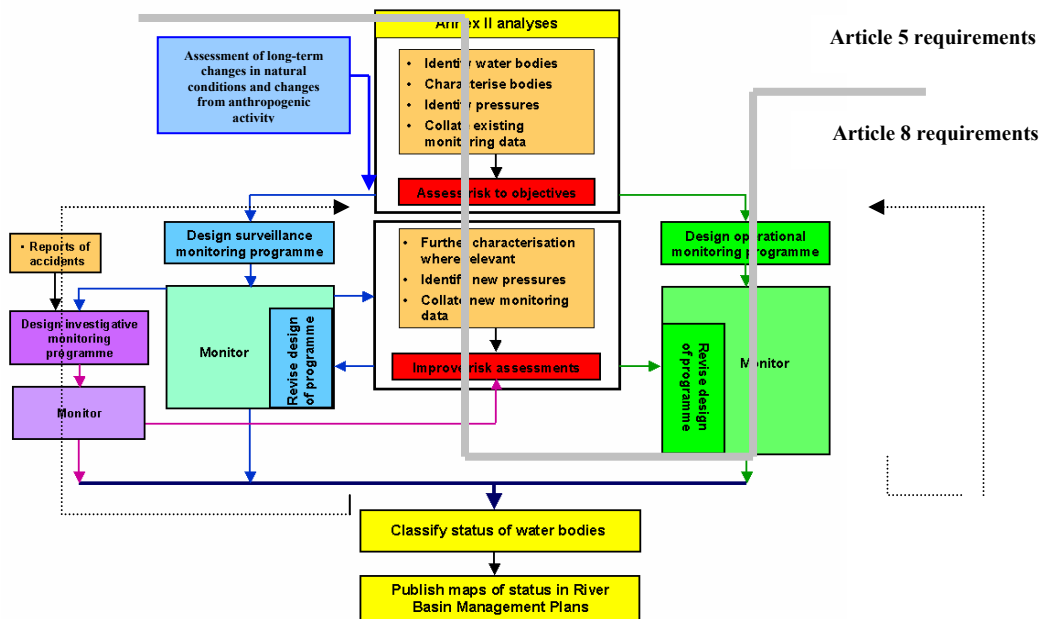 Annex II analyses
Article 5 requirements
Assessment of long-term
changes in natural
conditions and changes
from anthropogenic
activity
• Identify water bodies
• Characterise bodies
• Identify pressures
• Collate existing
monitoring data
Article 8 requirements
Assess risk to objectives
Design surveillance
monitoring programme
Design operational
monitoring programme
• Reports of
accidents
• Further characterisation
where relevant
• Identify new pressures
• Collate new monitoring
data
Design investigative
monitoring
programme
Monitor
Revise design
of programme
Improve risk assessments
Revise design
of programme
Monitor
Monitor
Classify status of water bodies
Publish maps of status in River
Basin Management Plans